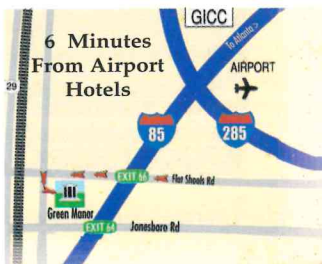 GICC
6 Minutes
From Airport
Hotels
To Atlanta >
AIRPORT
29
85
285
EXIT 66
Flat Shoals Rd
Green Manor
EXIT 64
Jonesboro Rd